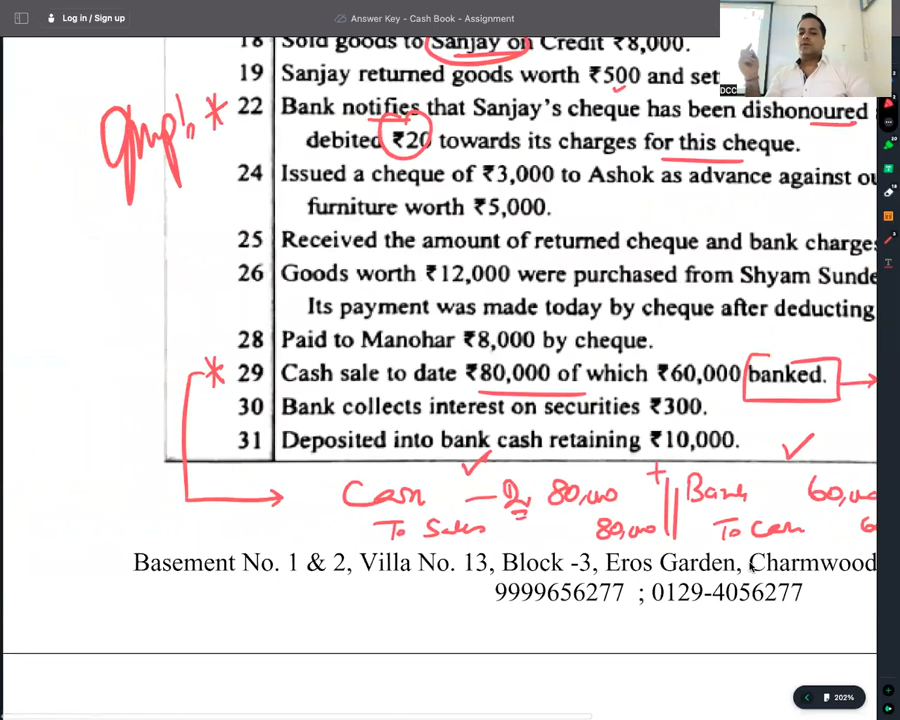 Log in / Sign up
Answer Key - Cash Book - Assignment
DCC
18 Sold goods to Sanjay on Credit ₹8,000.
19 Sanjay returned goods worth ₹500 and set
Imp! * 22 Bank notifies that Sanjay's cheque has been dishonoured
debited ₹20 towards its charges for this cheque.
24 Issued a cheque of ₹3,000 to Ashok as advance against ou
furniture worth ₹5,000.
25 Received the amount of returned cheque and bank charges
26 Goods worth ₹12,000 were purchased from Shyam Sunde
Its payment was made today by cheque after deducting
28 Paid to Manohar ₹8,000 by cheque.
* 29 Cash sale to date ₹80,000 of which ₹60,000 banked.
30 Bank collects interest on securities ₹300.
31 Deposited into bank cash retaining ₹10,000.
Cash - Dr 80,000 + || Bank 60,000
To Sales 80,000 To Cash 6
Basement No. 1 & 2, Villa No. 13, Block -3, Eros Garden, Charmwood
9999656277 ; 0129-4056277
202%